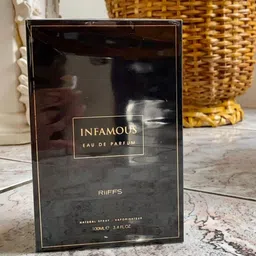 INFAMOUS
EAU DE PARFUM
RiiFFS
NATURAL SPRAY - VAPORISATEUR
100ML ℮ 3.4 FL.OZ